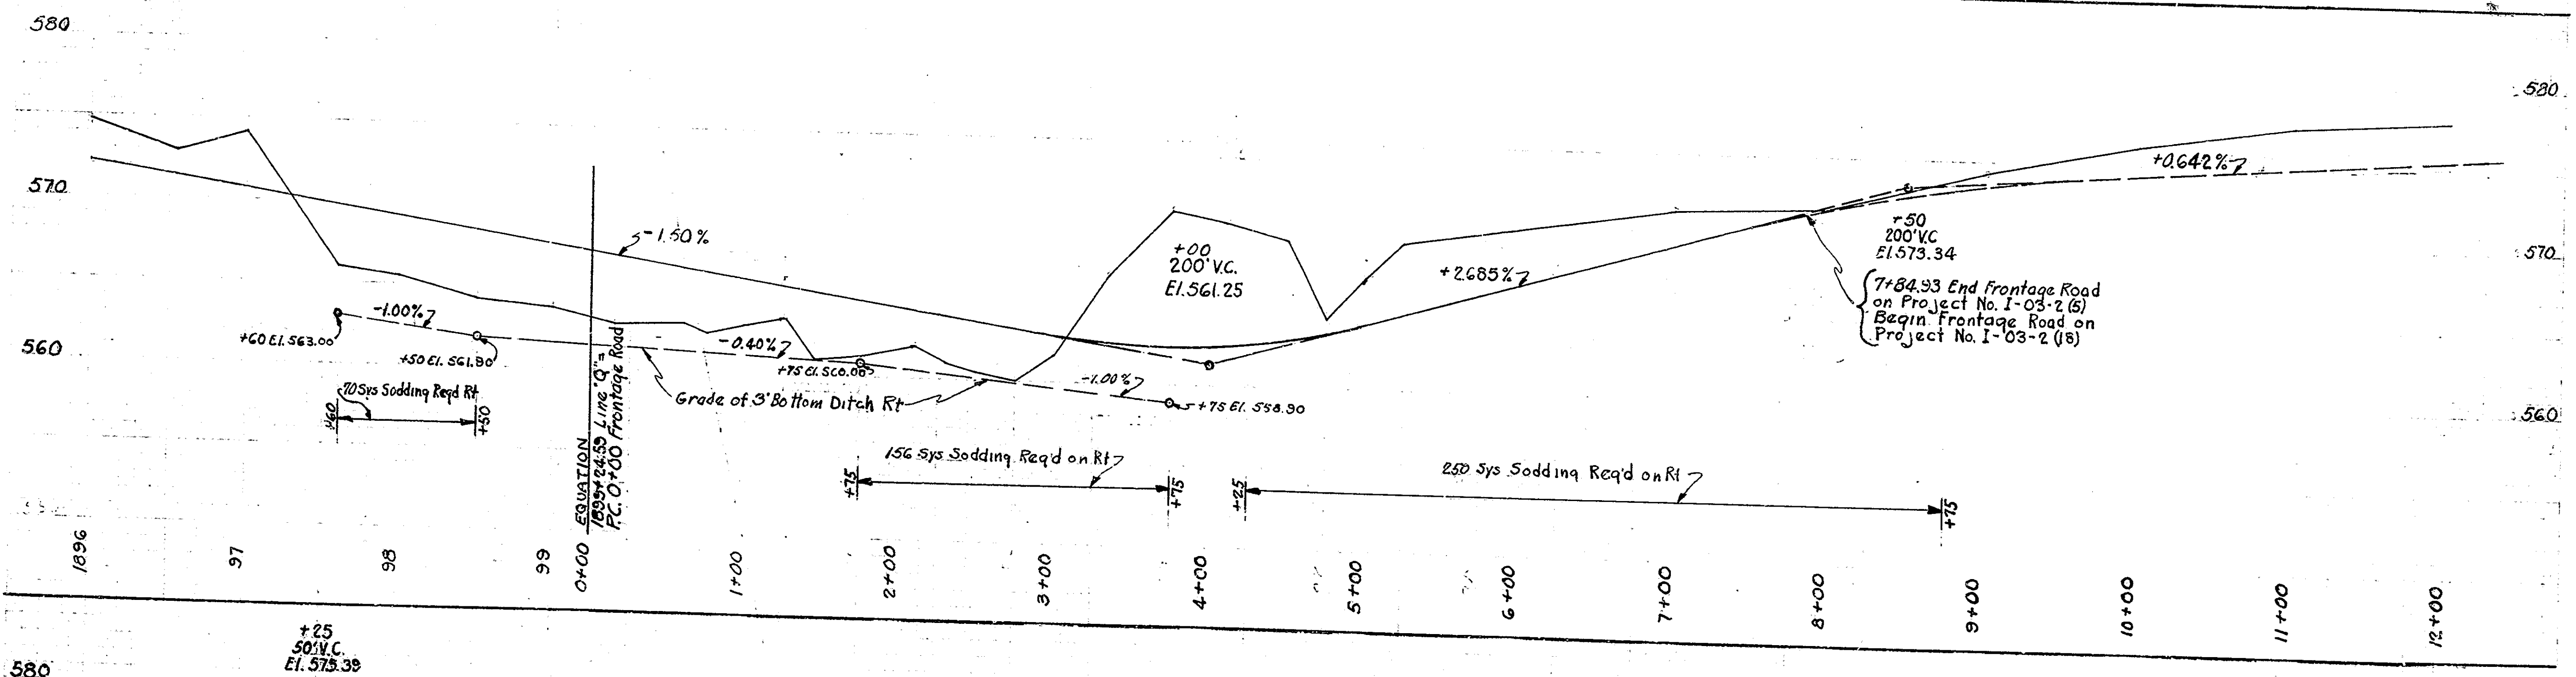 580
580
570
-1.50%
+0.642%
+00
200' V.C.
El. 561.25
+2.685%
+50
200' V.C
El. 573.34
570
7+84.93 End Frontage Road
on Project No. I-03-2 (5)
Begin Frontage Road on
Project No. I-03-2 (18)
-1.00%
+60 El. 563.00
560
+50 El. 561.80
-0.40%
+75 El. 560.00
-1.00%
+75 El. 558.90
Grade of 3' Bottom Ditch Rt
560
70 Sys Sodding Reqd Rt
+60
+50
EQUATION
1899+24.59 Line "Q" =
P.C. 0+00 Frontage Road
156 Sys Sodding Req'd on Rt
+75
+75
250 Sys Sodding Req'd on Rt
+25
+75
1896
97
98
99
0+00
1+00
2+00
3+00
4+00
5+00
6+00
7+00
8+00
9+00
10+00
11+00
12+00
+25
50' V.C.
El. 575.39
580